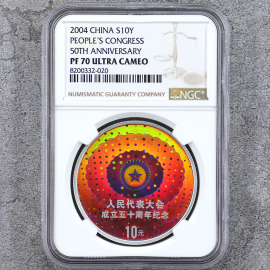 2004 CHINA S10Y
PEOPLE'S CONGRESS
50TH ANNIVERSARY
PF 70 ULTRA CAMEO
8200332-020
NUMISMATIC GUARANTY COMPANY
NGC
人民代表大会
成立五十周年纪念
10元